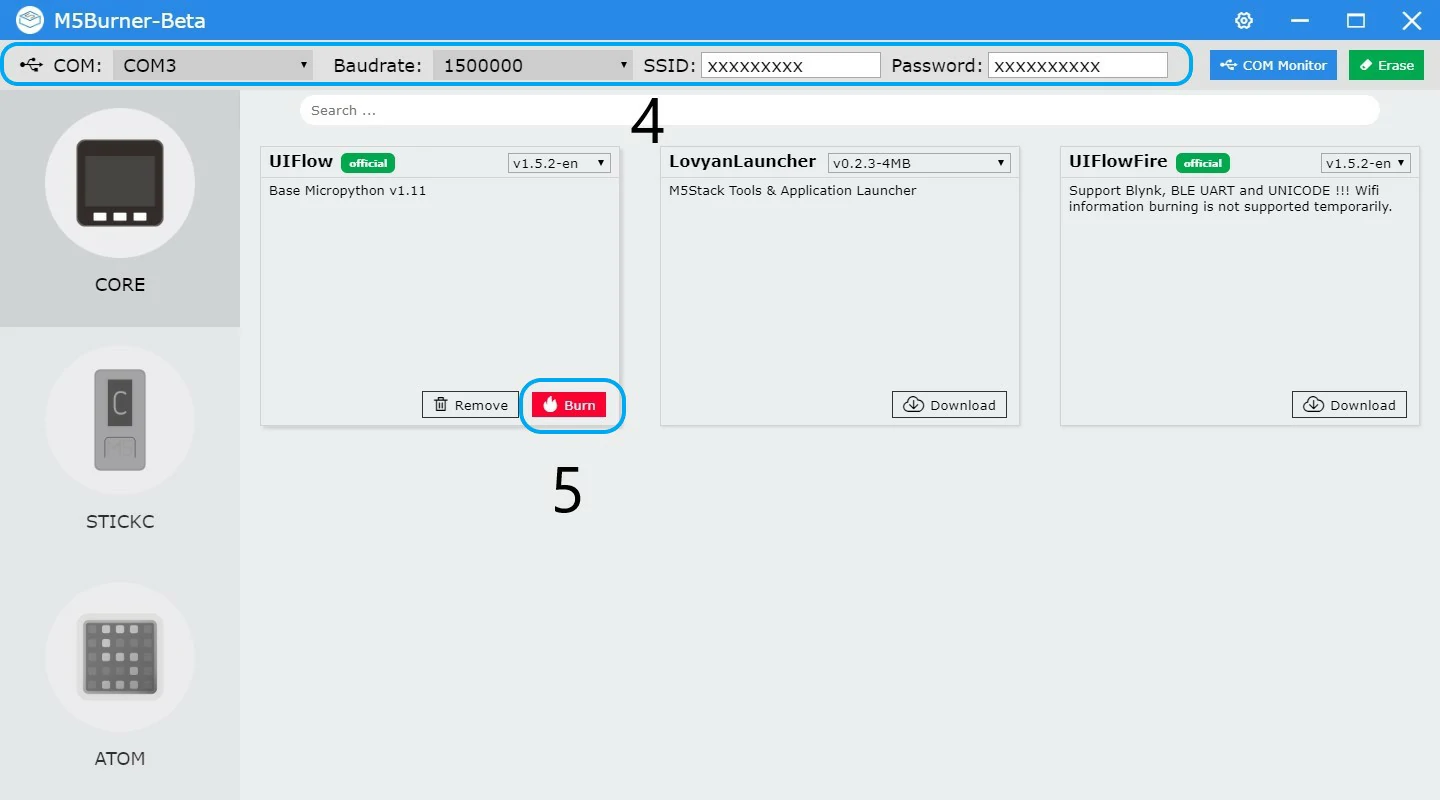 M5Burner-Beta
COM: COM3 Baudrate: 1500000 SSID: xxxxxxxxx Password: xxxxxxxxxx COM Monitor Erase
Search ...
4
UIFlow official v1.5.2-en
Base Micropython v1.11
Remove Burn
5
LovyanLauncher v0.2.3-4MB
M5Stack Tools & Application Launcher
Download
UIFlowFire official v1.5.2-en
Support Blynk, BLE UART and UNICODE !!! Wifi
information burning is not supported temporarily.
Download
CORE
C
M5
STICKC
ATOM